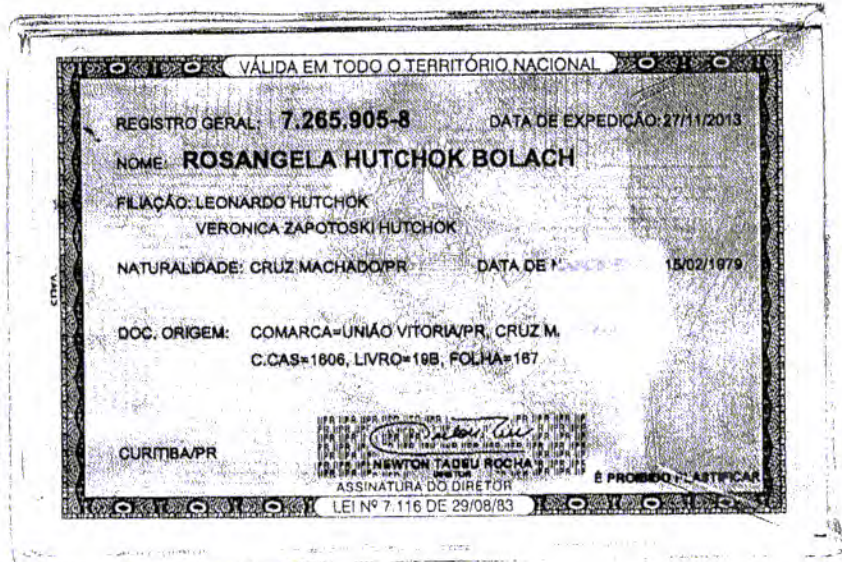 VÁLIDA EM TODO O TERRITÓRIO NACIONAL
REGISTRO GERAL: 7.265.905-8 DATA DE EXPEDIÇÃO: 27/11/2013
NOME: ROSANGELA HUTCHOK BOLACH
FILIAÇÃO: LEONARDO HUTCHOK
VERONICA ZAPOTOSKI HUTCHOK
NATURALIDADE: CRUZ MACHADO/PR DATA DE 15/02/1979
DOC. ORIGEM: COMARCA=UNIÃO VITORIA/PR, CRUZ M.
C.CAS=1606, LIVRO=19B, FOLHA=167
CURITIBA/PR
NEWTON TADEU ROCHA
DIRETOR
ASSINATURA DO DIRETOR
É PROIBIDO PLASTIFICAR
LEI Nº 7.116 DE 29/08/83